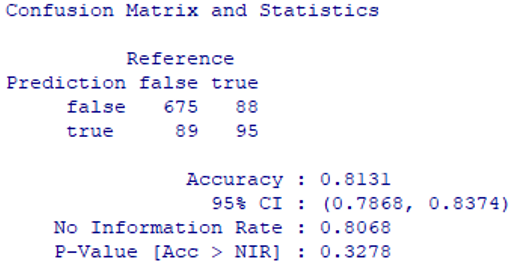 Confusion Matrix and Statistics
Reference
Prediction false true
false 675 88
true 89 95
Accuracy : 0.8131
95% CI : (0.7868, 0.8374)
No Information Rate : 0.8068
P-Value [Acc > NIR] : 0.3278